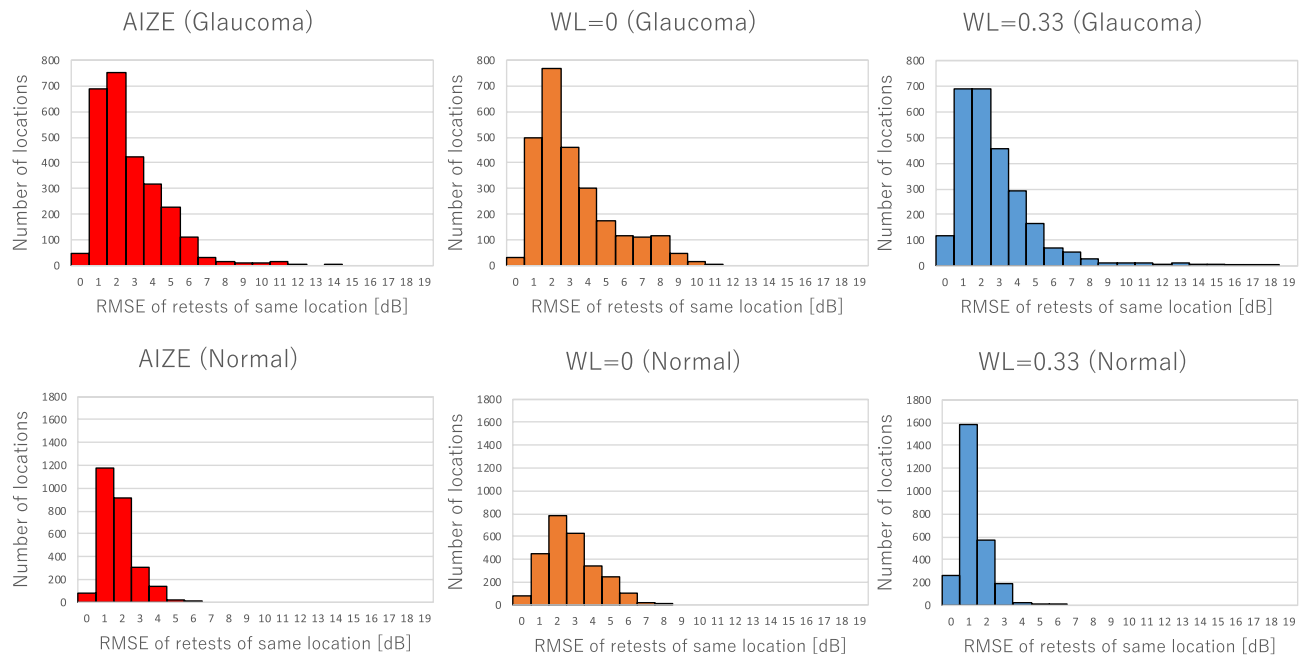 AIZE (Glaucoma)
Number of locations
800
700
600
500
400
300
200
100
0
0 1 2 3 4 5 6 7 8 9 10 11 12 13 14 15 16 17 18 19
RMSE of retests of same location [dB]
WL=0 (Glaucoma)
Number of locations
800
700
600
500
400
300
200
100
0
0 1 2 3 4 5 6 7 8 9 10 11 12 13 14 15 16 17 18 19
RMSE of retests of same location [dB]
WL=0.33 (Glaucoma)
Number of locations
800
700
600
500
400
300
200
100
0
0 1 2 3 4 5 6 7 8 9 10 11 12 13 14 15 16 17 18 19
RMSE of retests of same location [dB]
AIZE (Normal)
Number of locations
1800
1600
1400
1200
1000
800
600
400
200
0
0 1 2 3 4 5 6 7 8 9 10 11 12 13 14 15 16 17 18 19
RMSE of retests of same location [dB]
WL=0 (Normal)
Number of locations
1800
1600
1400
1200
1000
800
600
400
200
0
0 1 2 3 4 5 6 7 8 9 10 11 12 13 14 15 16 17 18 19
RMSE of retests of same location [dB]
WL=0.33 (Normal)
Number of locations
1800
1600
1400
1200
1000
800
600
400
200
0
0 1 2 3 4 5 6 7 8 9 10 11 12 13 14 15 16 17 18 19
RMSE of retests of same location [dB]